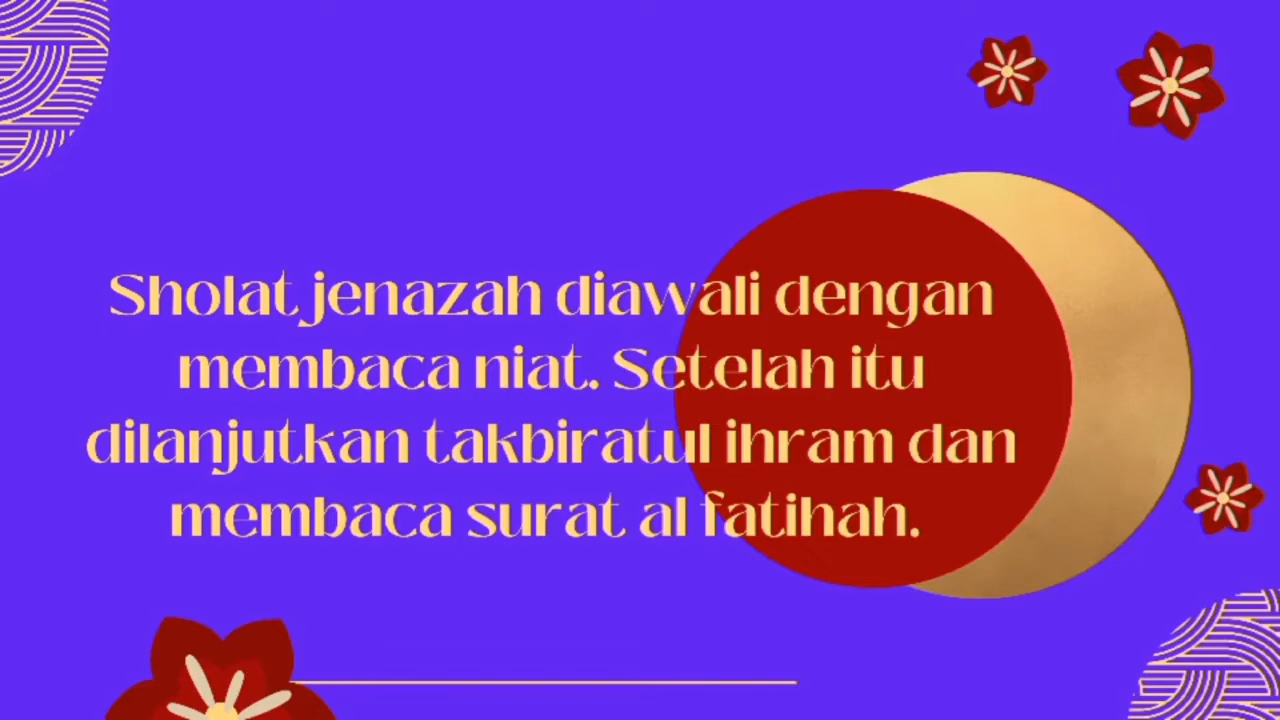 Sholat jenazah diawali dengan
membaca niat. Setelah itu
dilanjutkan takbiratul ihram dan
membaca surat al fatihah.